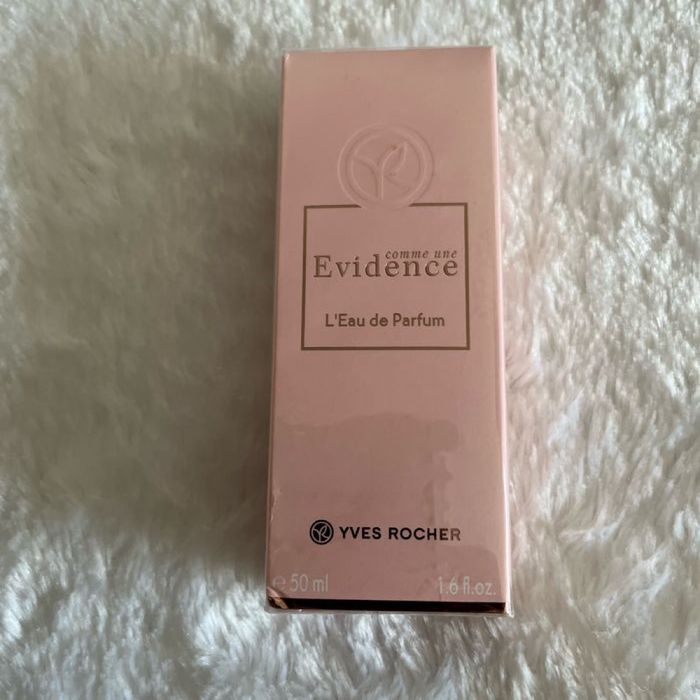 comme une
Evidence
L'Eau de Parfum
YVES ROCHER
e 50 ml 1.6 fl.oz.